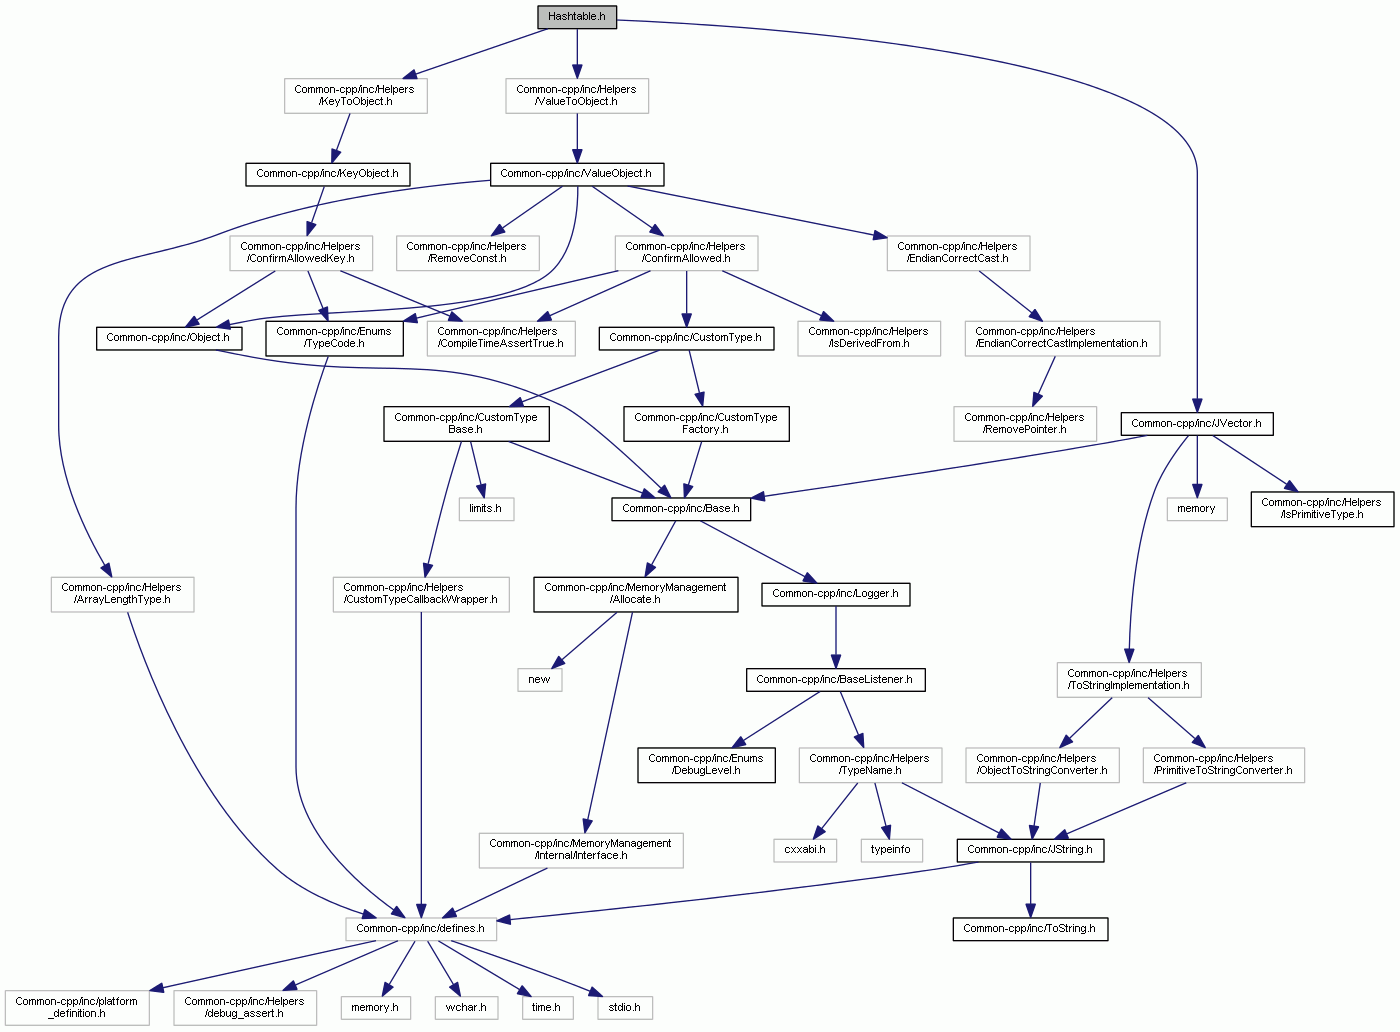 Hashtable.h
Common-cpp/inc/Helpers
/KeyToObject.h
Common-cpp/inc/Helpers
/ValueToObject.h
Common-cpp/inc/KeyObject.h
Common-cpp/inc/ValueObject.h
Common-cpp/inc/Helpers
/ConfirmAllowedKey.h
Common-cpp/inc/Helpers
/RemoveConst.h
Common-cpp/inc/Helpers
/ConfirmAllowed.h
Common-cpp/inc/Helpers
/EndianCorrectCast.h
Common-cpp/inc/Object.h
Common-cpp/inc/Enums
/TypeCode.h
Common-cpp/inc/Helpers
/CompileTimeAssertTrue.h
Common-cpp/inc/CustomType.h
Common-cpp/inc/Helpers
/IsDerivedFrom.h
Common-cpp/inc/Helpers
/EndianCorrectCastImplementation.h
Common-cpp/inc/CustomType
Base.h
Common-cpp/inc/CustomType
Factory.h
Common-cpp/inc/Helpers
/RemovePointer.h
Common-cpp/inc/JVector.h
limits.h
Common-cpp/inc/Base.h
memory
Common-cpp/inc/Helpers
/IsPrimitiveType.h
Common-cpp/inc/Helpers
/ArrayLengthType.h
Common-cpp/inc/Helpers
/CustomTypeCallbackWrapper.h
Common-cpp/inc/MemoryManagement
/Allocate.h
Common-cpp/inc/Logger.h
new
Common-cpp/inc/BaseListener.h
Common-cpp/inc/Helpers
/ToStringImplementation.h
Common-cpp/inc/Enums
/DebugLevel.h
Common-cpp/inc/Helpers
/TypeName.h
Common-cpp/inc/Helpers
/ObjectToStringConverter.h
Common-cpp/inc/Helpers
/PrimitiveToStringConverter.h
Common-cpp/inc/MemoryManagement
/Internal/Interface.h
cxxabi.h
typeinfo
Common-cpp/inc/JString.h
Common-cpp/inc/defines.h
Common-cpp/inc/ToString.h
Common-cpp/inc/platform
_definition.h
Common-cpp/inc/Helpers
/debug_assert.h
memory.h
wchar.h
time.h
stdio.h